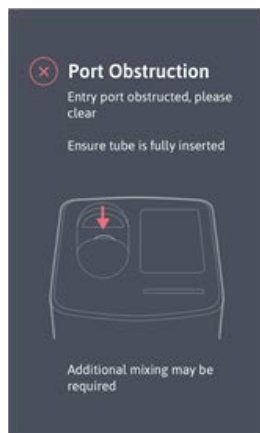 Port Obstruction
Entry port obstructed, please
clear
Ensure tube is fully inserted
Additional mixing may be
required